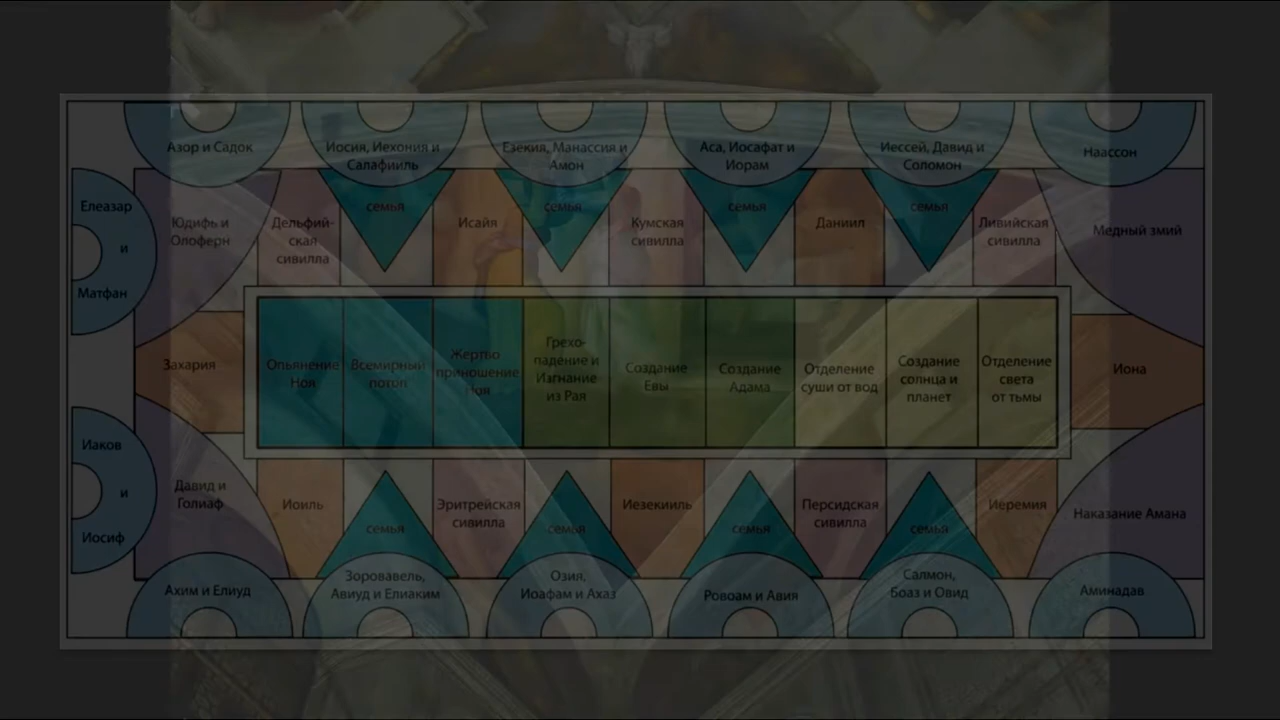 Азор и Садок
Иосия, Иехония и
Салафииль
Езекия, Манассия и
Амон
Аса, Иосафат и
Иорам
Иессей, Давид и
Соломон
Наассон
Елеазар
и
Матфан
Юдифь и
Олоферн
Дельфий-
ская
сивилла
семья
Исайя
семья
Кумская
сивилла
семья
Даниил
семья
Ливийская
сивилла
Медный змий
Захария
Опьянение
Ноя
Всемирный
потоп
Жертво
приношение
Ноя
Грехо-
падение и
Изгнание
из Рая
Создание
Евы
Создание
Адама
Отделение
суши от вод
Создание
солнца и
планет
Отделение
света
от тьмы
Иона
Иаков
и
Иосиф
Давид и
Голиаф
Иоиль
семья
Эритрейская
сивилла
семья
Иезекииль
семья
Персидская
сивилла
семья
Иеремия
Наказание Амана
Ахим и Елиуд
Зоровавель,
Авиуд и Елиаким
Озия,
Иоафам и Ахаз
Ровоам и Авия
Салмон,
Боаз и Овид
Аминадав